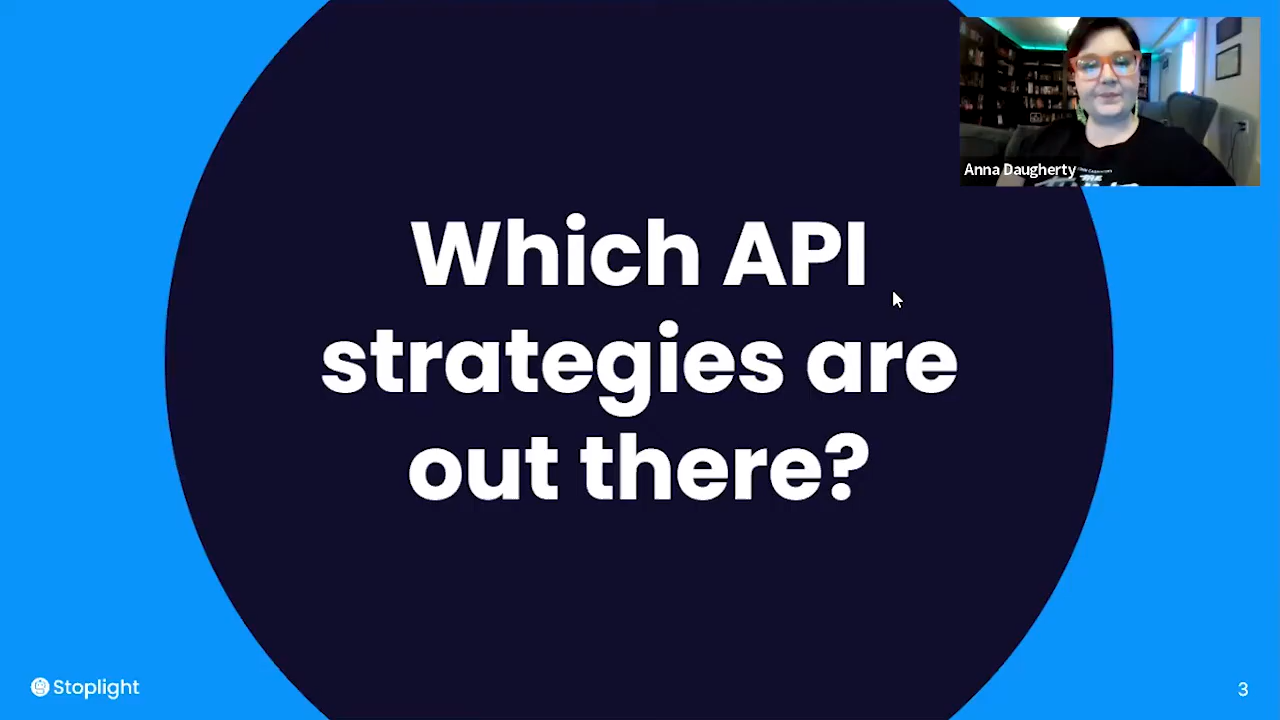 Which API
strategies are
out there?
Anna Daugherty
Stoplight
3